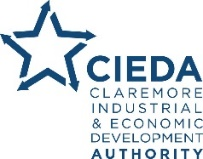 CIEDA
CLAREMORE
INDUSTRIAL
& ECONOMIC
DEVELOPMENT
AUTHORITY